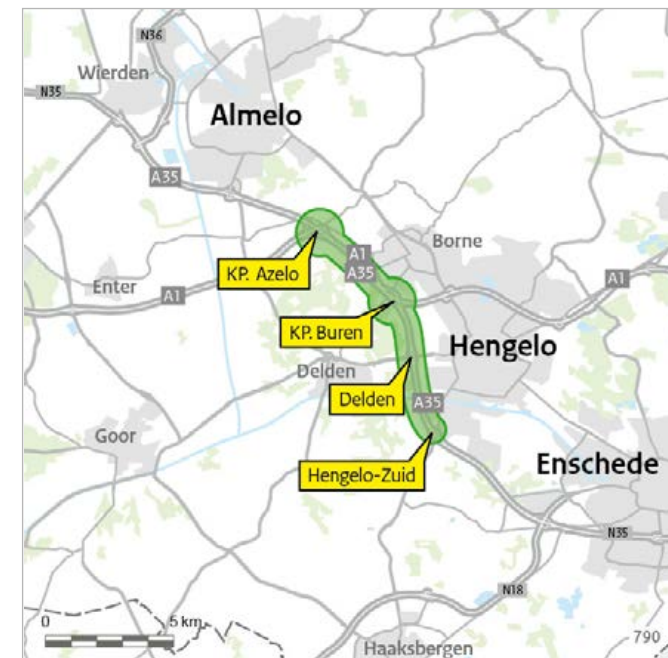 N36
Wierden
N35
Almelo
A35
Borne
A1
A35
KP. Azelo
A1
Enter
A1
KP. Buren
Hengelo
Delden
Delden
A35
Goor
Enschede
Hengelo-Zuid
N35
N18
0
5 km
790
Haaksbergen